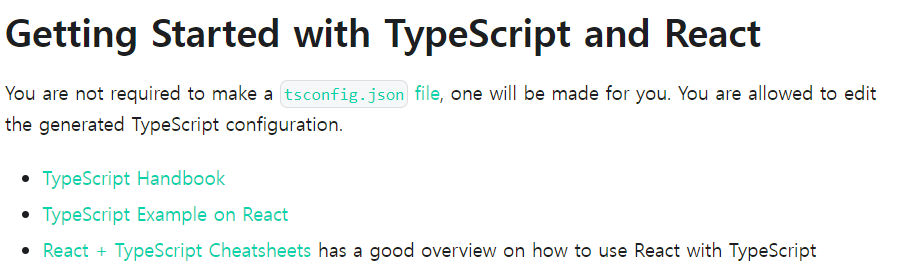 Getting Started with TypeScript and React
You are not required to make a tsconfig.json file, one will be made for you. You are allowed to edit
the generated TypeScript configuration.
• TypeScript Handbook
• TypeScript Example on React
• React + TypeScript Cheatsheets has a good overview on how to use React with TypeScript